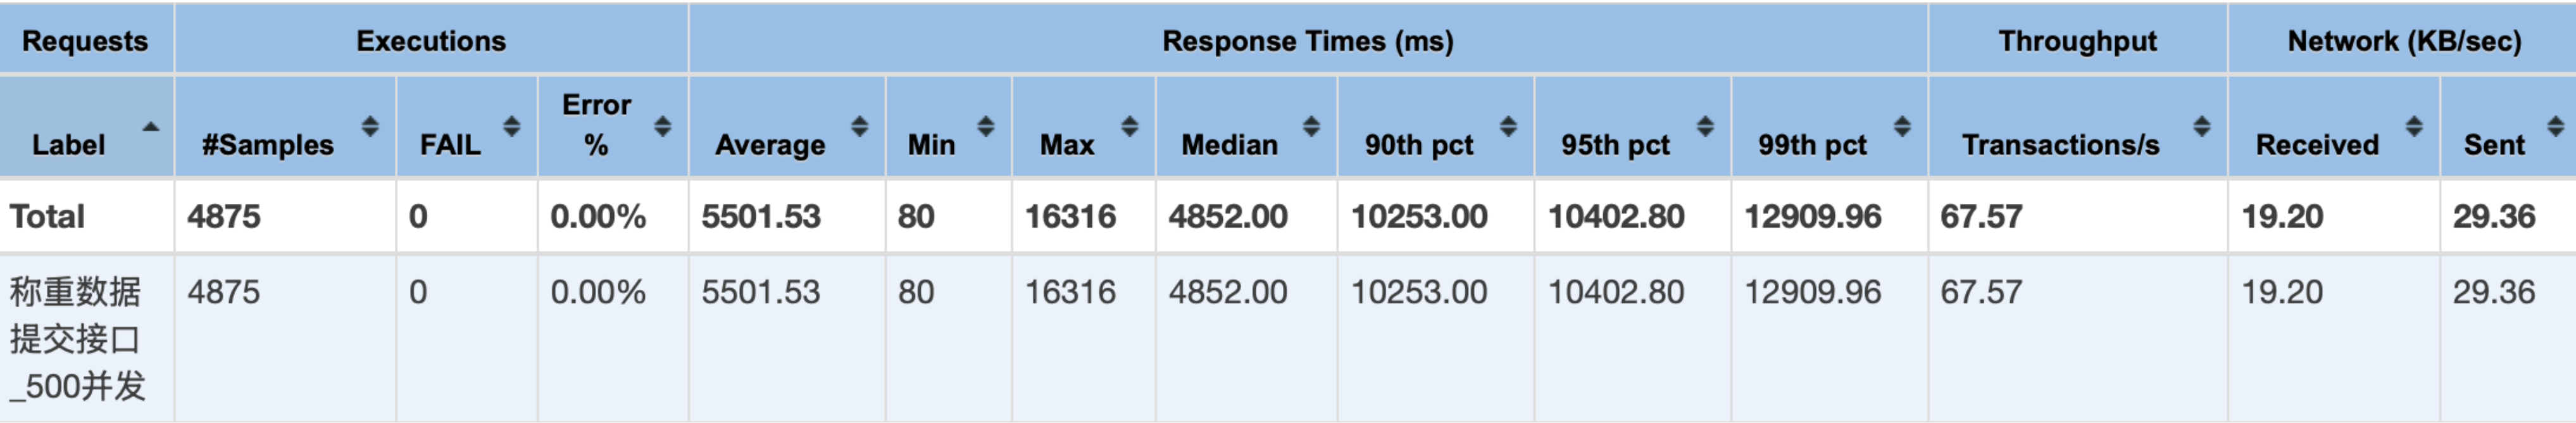 Requests Executions Response Times (ms) Throughput Network (KB/sec)
Label #Samples FAIL Error % Average Min Max Median 90th pct 95th pct 99th pct Transactions/s Received Sent
Total 4875 0 0.00% 5501.53 80 16316 4852.00 10253.00 10402.80 12909.96 67.57 19.20 29.36
称重数据 4875 0 0.00% 5501.53 80 16316 4852.00 10253.00 10402.80 12909.96 67.57 19.20 29.36
提交接口
_500并发